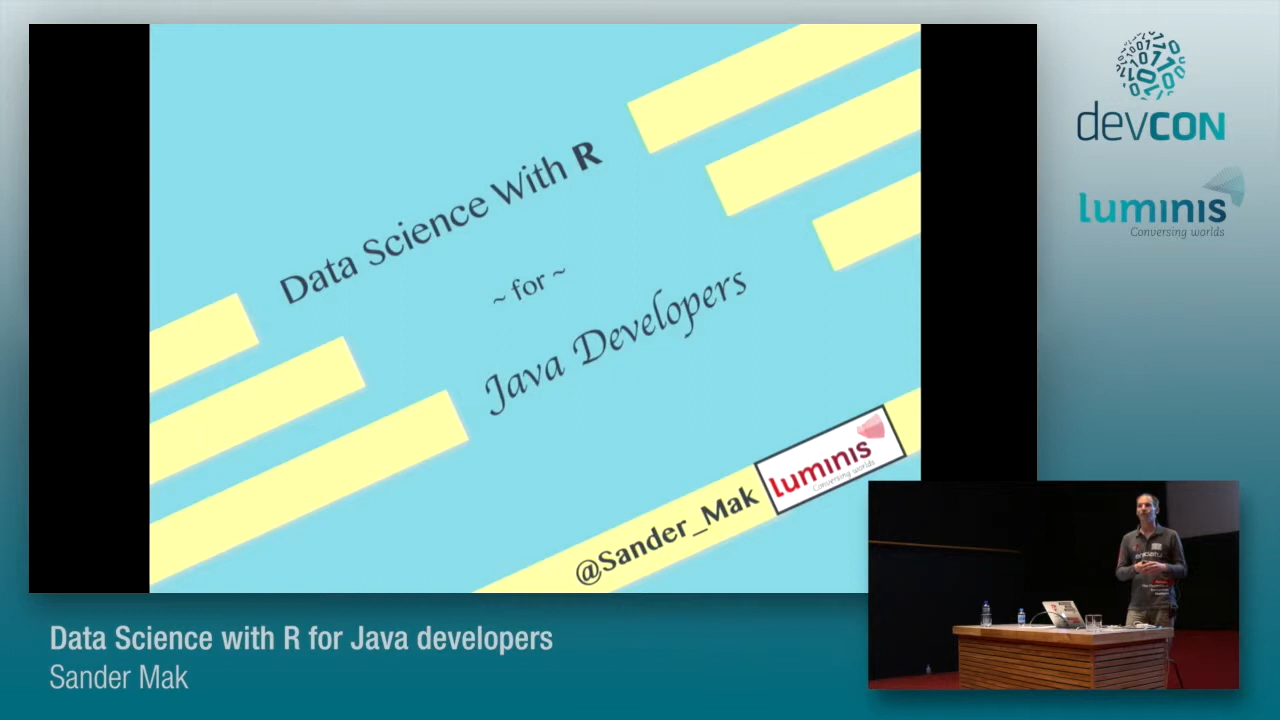 Data Science With R
~ for ~
Java Developers
@Sander_Mak
luminis
Conversing worlds
devcon
luminis
Conversing worlds
Data Science with R for Java developers
Sander Mak